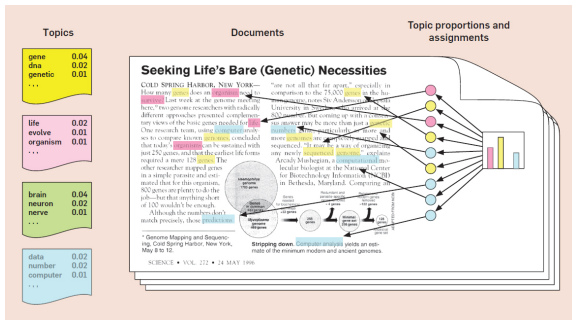 Topics
Documents
Topic proportions and
assignments
gene 0.04
dna 0.02
genetic 0.01
...
life 0.02
evolve 0.01
organism 0.01
...
brain 0.04
neuron 0.02
nerve 0.01
...
data 0.02
number 0.02
computer 0.01
...
Seeking Life's Bare (Genetic) Necessities
COLD SPRING HARBOR, NEW YORK—
How many genes does an organism need to
survive? Last week at the genome meeting
here,* two genome researchers with radically
different approaches presented complemen-
tary views of the basic genes needed for life.
One research team, using computer analy-
ses to compare known genomes, concluded
that today's organisms can be sustained with
just 250 genes, and that the earliest life forms
required a mere 128 genes. The
other researcher mapped genes
in a simple parasite and esti-
mated that for this organism,
800 genes are plenty to do the
job—but that anything short
of 100 wouldn't be enough.
Although the numbers don't
match precisely, those predictions
* Genome Mapping and Sequenc-
ing, Cold Spring Harbor, New York,
May 8 to 12.
"are not all that far apart," especially in
comparison to the 75,000 genes in the hu-
man genome, notes Siv Andersson
University in
800 number. But coming up with a
sus answer may be more than just a genetic
numbers particularly as more and
more genomes are mapped and
sequenced. "It may be a way of organizing
any newly sequenced genome," explains
Arcady Mushegian, a computational mo-
lecular biologist at the National Center
for Biotechnology Information (NCBI)
in Bethesda, Maryland. Comparing an
Stripping down. Computer analysis yields an esti-
mate of the minimum modern and ancient genomes.
SCIENCE • VOL. 272 • 24 MAY 1996